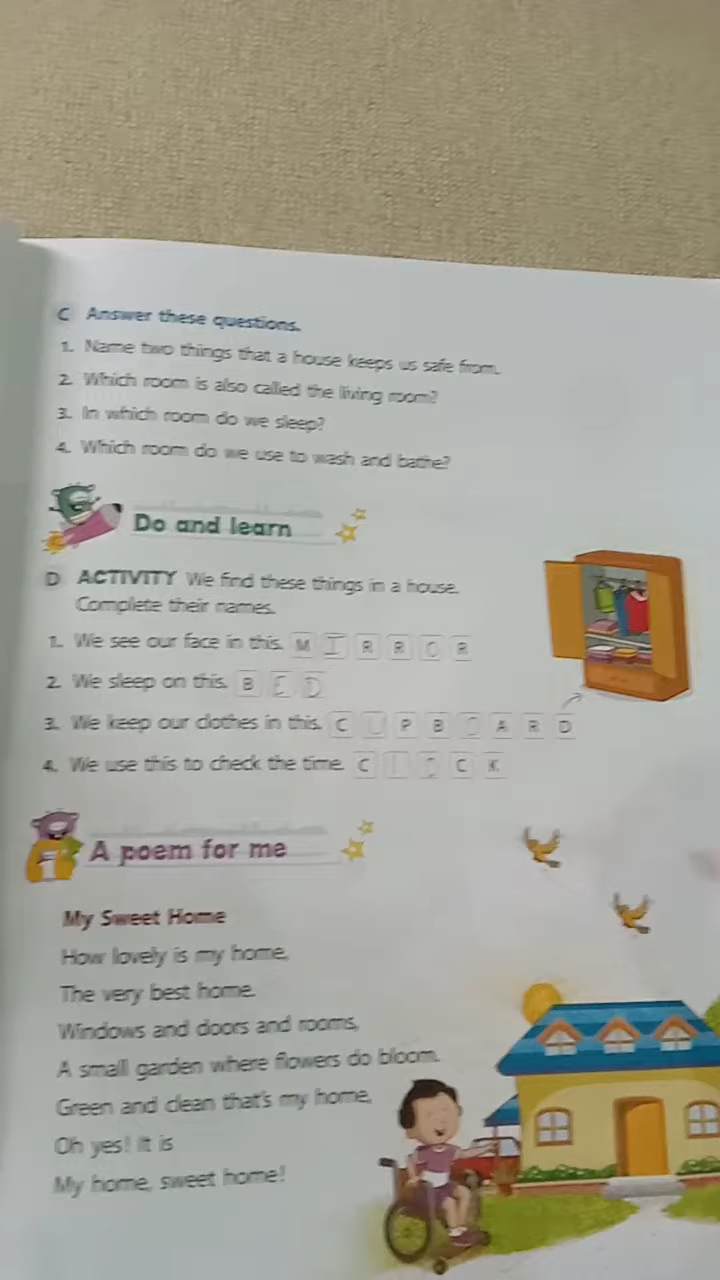 C Answer these questions.
1. Name two things that a house keeps us safe from.
2. Which room is also called the living room?
3. In which room do we sleep?
4. Which room do we use to wash and bathe?
Do and learn
D ACTIVITY We find these things in a house.
Complete their names.
1. We see our face in this. M I R R O R
2. We sleep on this. B E D
3. We keep our clothes in this. C U P B O A R D
4. We use this to check the time. C l O C K
A poem for me
My Sweet Home
How lovely is my home,
The very best home.
Windows and doors and rooms,
A small garden where flowers do bloom.
Green and clean that's my home,
Oh yes! It is
My home, sweet home!